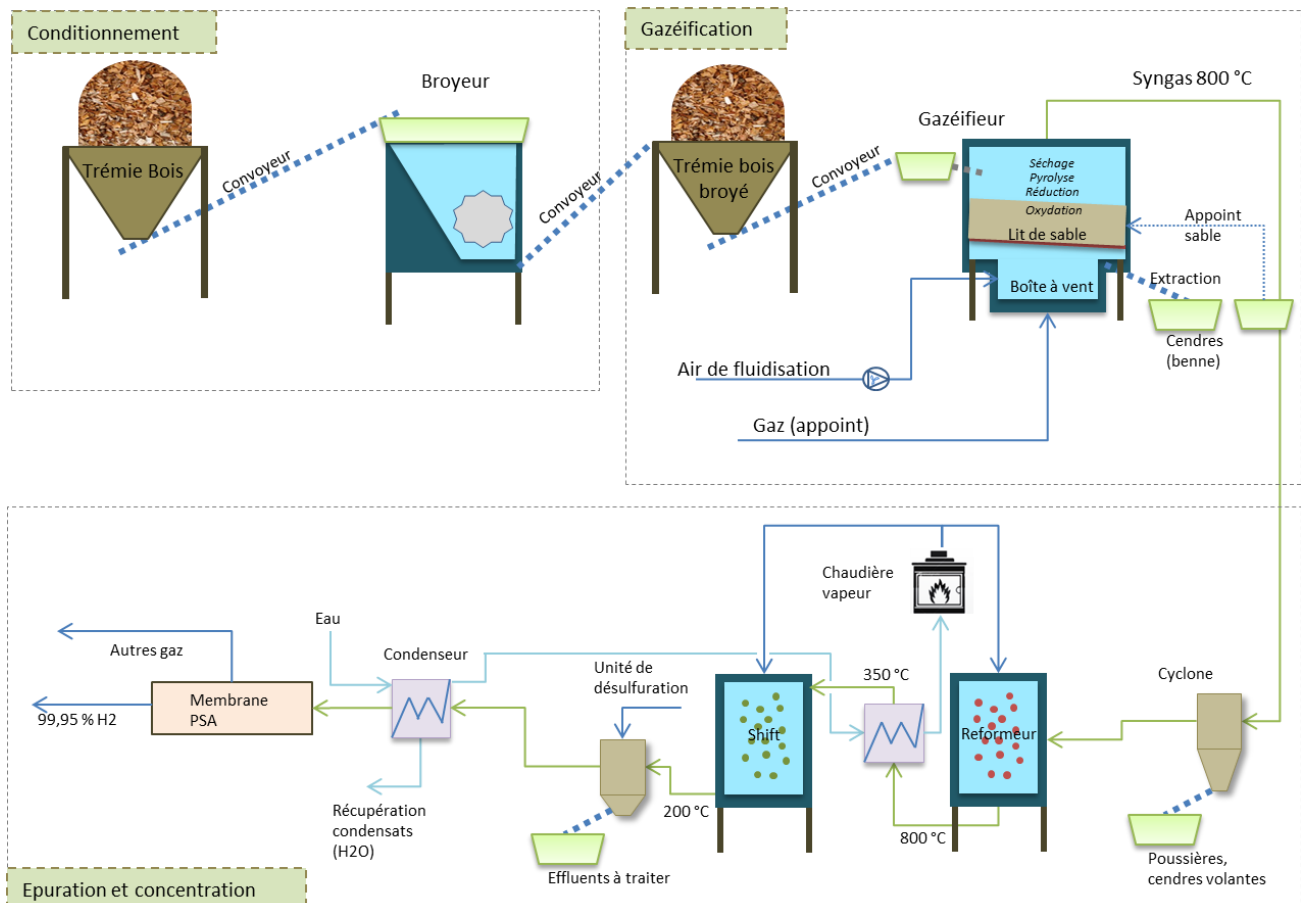 Conditionnement
Broyeur
Trémie Bois
Convoyeur
Convoyeur
Gazéification
Syngas 800 °C
Gazéifieur
Trémie bois
broyé
Convoyeur
Séchage
Pyrolyse
Réduction
Oxydation
Lit de sable
Appoint
sable
Boîte à vent
Extraction
Cendres
(benne)
Air de fluidisation
Gaz (appoint)
Chaudière
vapeur
Eau
Condenseur
Unité de
désulfuration
350 °C
Cyclone
Autres gaz
Membrane
PSA
99,95 % H2
Shift
Reformeur
200 °C
800 °C
Récupération
condensats
(H2O)
Effluents à traiter
Poussières,
cendres volantes
Epuration et concentration